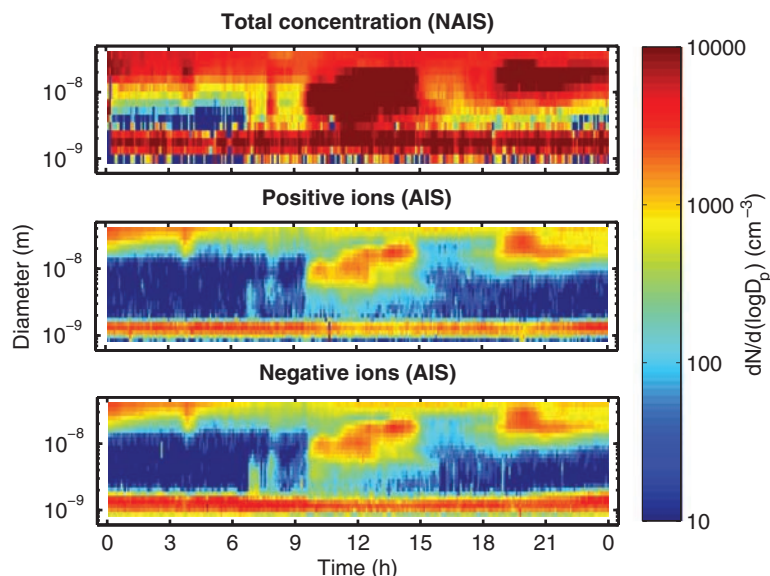 Total concentration (NAIS)
10⁻⁸
10⁻⁹
Positive ions (AIS)
10⁻⁸
10⁻⁹
Diameter (m)
Negative ions (AIS)
10⁻⁸
10⁻⁹
0 3 6 9 12 15 18 21 0
Time (h)
10000
1000
100
10
dN/d(logDₚ) (cm⁻³)